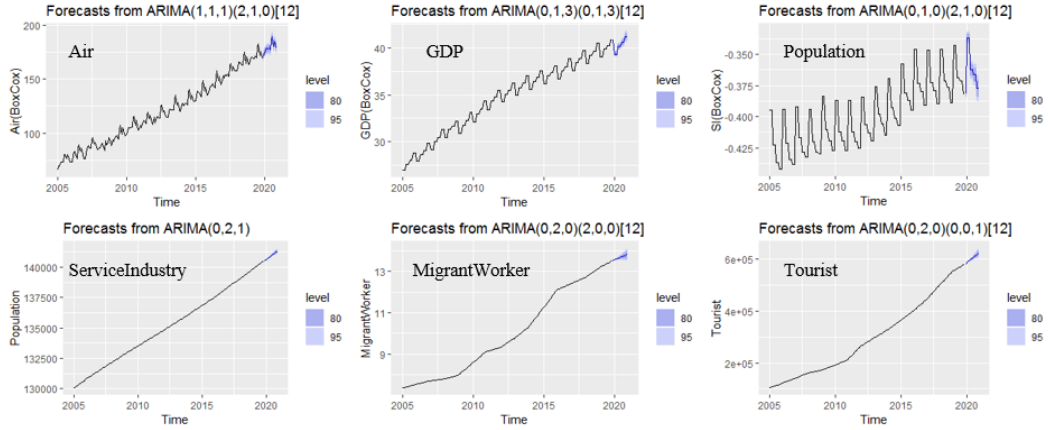 Forecasts from ARIMA(1,1,1)(2,1,0)[12]
Air
Air(BoxCox)
200
175
150
125
100
75
2005
2010
2015
2020
Time
level
80
95
Forecasts from ARIMA(0,1,3)(0,1,3)[12]
GDP
GDP(BoxCox)
40
35
30
2005
2010
2015
2020
Time
level
80
95
Forecasts from ARIMA(0,1,0)(2,1,0)[12]
Population
SI(BoxCox)
-0.350
-0.375
-0.400
-0.425
2005
2010
2015
2020
Time
level
80
95
Forecasts from ARIMA(0,2,1)
ServiceIndustry
Population
140000
137500
135000
132500
130000
2005
2010
2015
2020
Time
level
80
95
Forecasts from ARIMA(0,2,0)(2,0,0)[12]
MigrantWorker
MigrantWorker
13
11
9
2005
2010
2015
2020
Time
level
80
95
Forecasts from ARIMA(0,2,0)(0,0,1)[12]
Tourist
Tourist
6e+05
4e+05
2e+05
2005
2010
2015
2020
Time
level
80
95